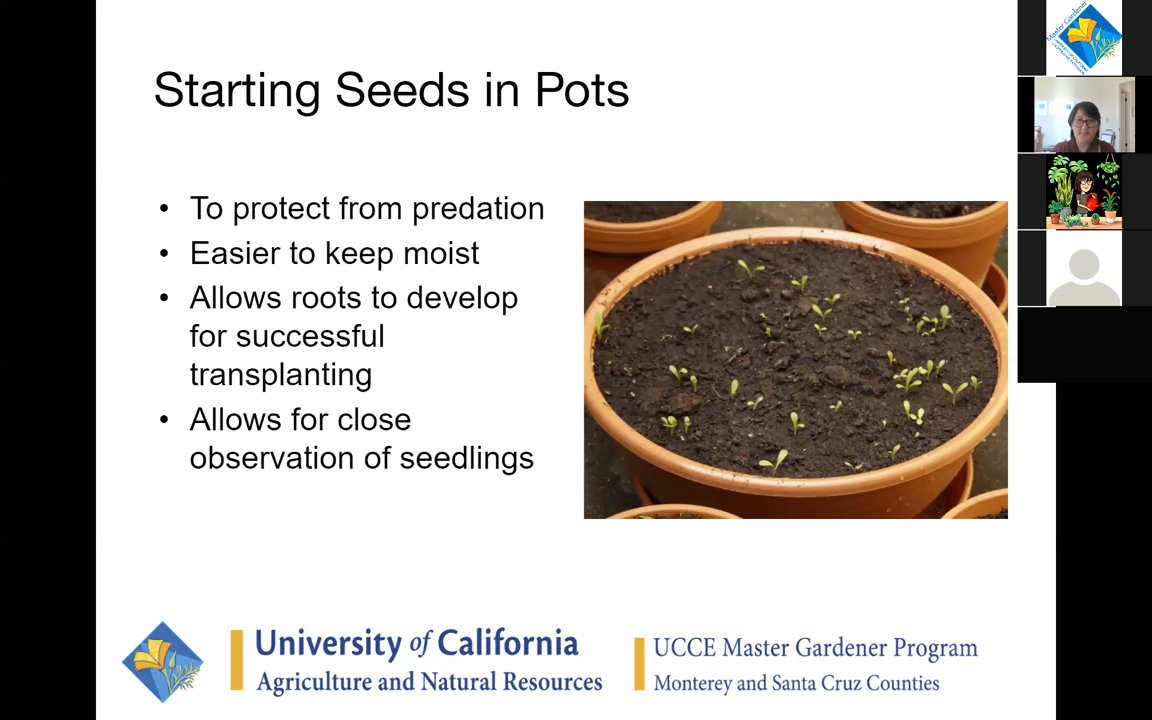 Starting Seeds in Pots
• To protect from predation
• Easier to keep moist
• Allows roots to develop
for successful
transplanting
• Allows for close
observation of seedlings
University of California
Agriculture and Natural Resources
UCCE Master Gardener Program
Monterey and Santa Cruz Counties
Master Gardener